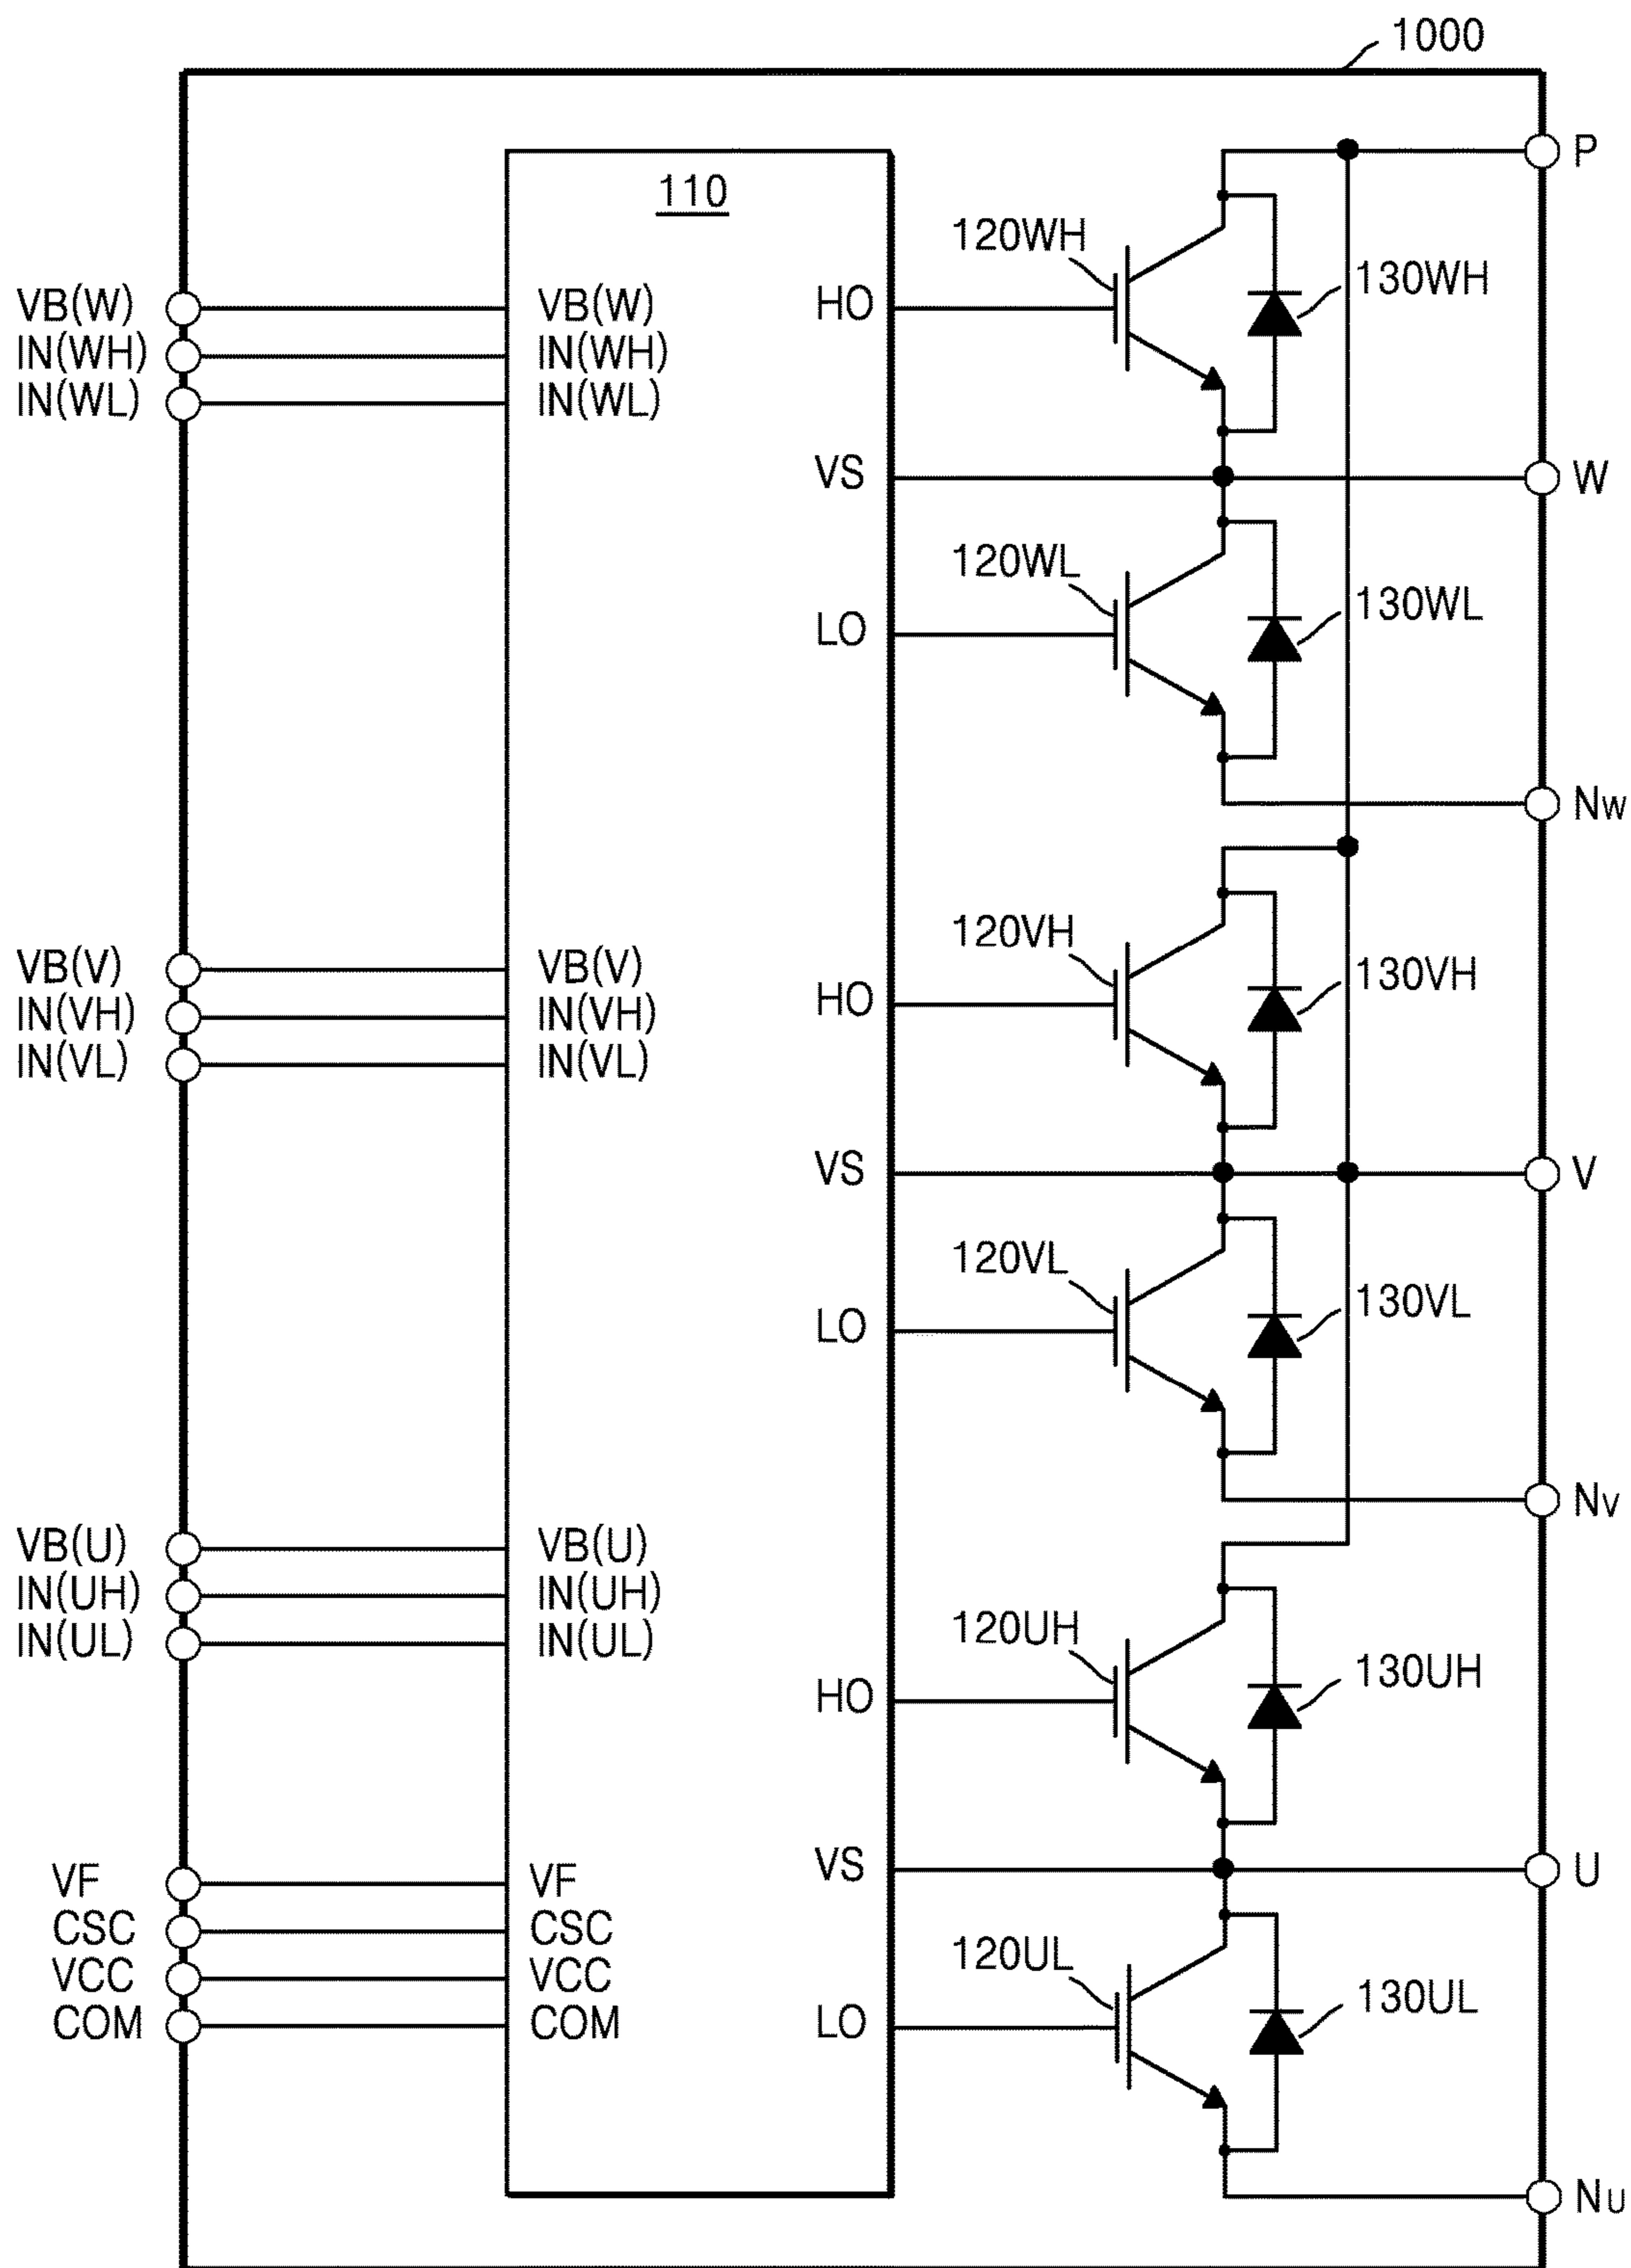 1000
P
110
120WH
130WH
VB(W) VB(W) HO
IN(WH) IN(WH)
IN(WL) IN(WL)
VS W
120WL
130WL
LO
NW
120VH
130VH
VB(V) VB(V)
HO
IN(VH) IN(VH)
IN(VL) IN(VL)
VS V
120VL
130VL
LO
NV
VB(U) VB(U)
IN(UH) IN(UH)
120UH
IN(UL) IN(UL)
130UH
HO
VS U
VF VF
CSC CSC
120UL
VCC VCC
130UL
COM COM LO
NU